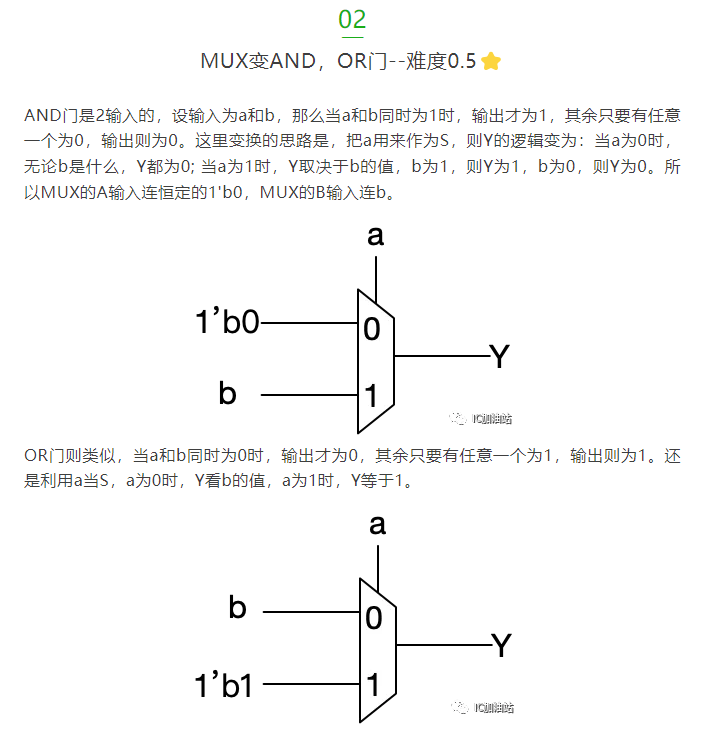 02
MUX变AND，OR门--难度0.5
AND门是2输入的，设输入为a和b，那么当a和b同时为1时，输出才为1，其余只要有任意
一个为0，输出则为0。这里变换的思路是，把a用来作为S，则Y的逻辑变为：当a为0时，
无论b是什么，Y都为0; 当a为1时，Y取决于b的值，b为1，则Y为1，b为0，则Y为0。所
以MUX的A输入连恒定的1'b0，MUX的B输入连b。
a
1’b0
0
Y
b
1
IC加油站
OR门则类似，当a和b同时为0时，输出才为0，其余只要有任意一个为1，输出则为1。还
是利用a当S，a为0时，Y看b的值，a为1时，Y等于1。
a
b
0
Y
1’b1
1
IC加油站